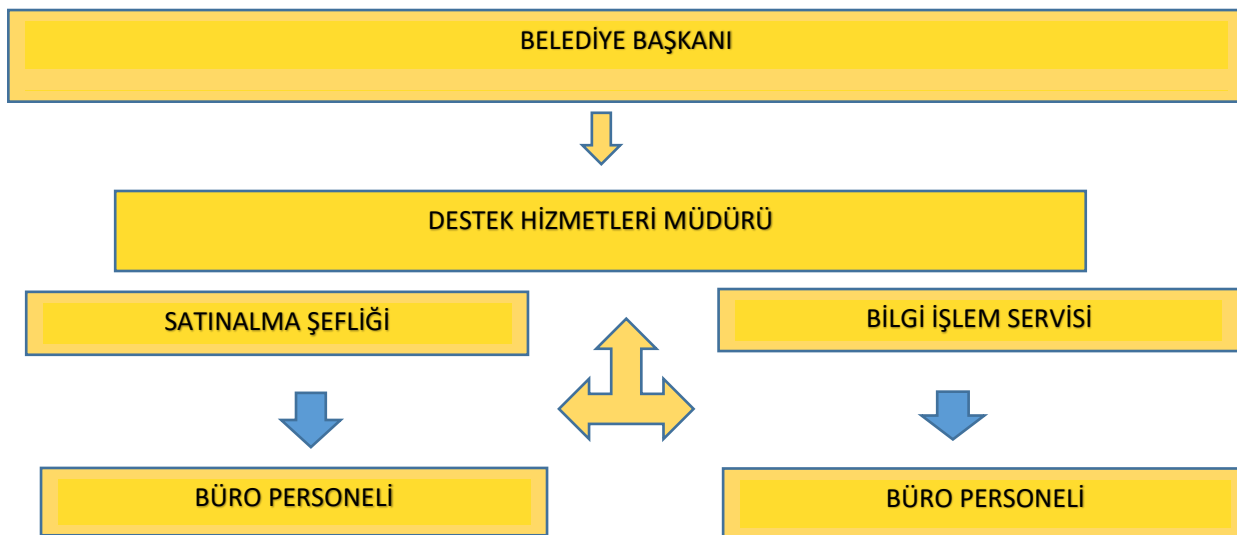 BELEDİYE BAŞKANI
DESTEK HİZMETLERİ MÜDÜRÜ
SATINALMA ŞEFLİĞİ
BİLGİ İŞLEM SERVİSİ
BÜRO PERSONELİ
BÜRO PERSONELİ